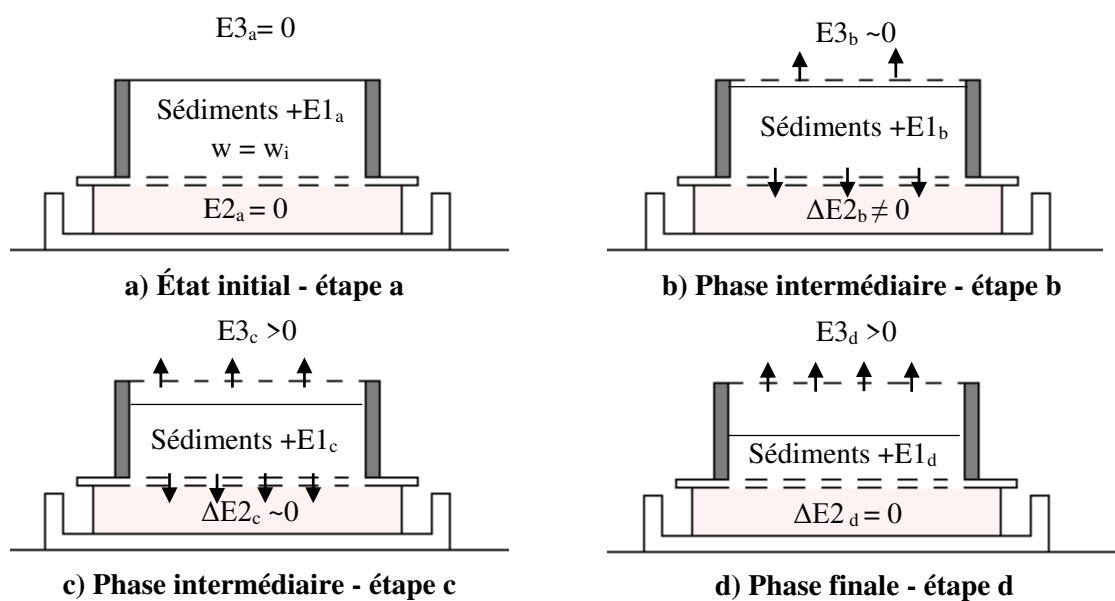 E3a= 0
Sédiments +E1a
w = wi
E2a = 0
a) État initial - étape a
E3b ~0
Sédiments +E1b
ΔE2b ≠ 0
b) Phase intermédiaire - étape b
E3c >0
Sédiments +E1c
ΔE2c ~0
c) Phase intermédiaire - étape c
E3d >0
Sédiments +E1d
ΔE2 d = 0
d) Phase finale - étape d